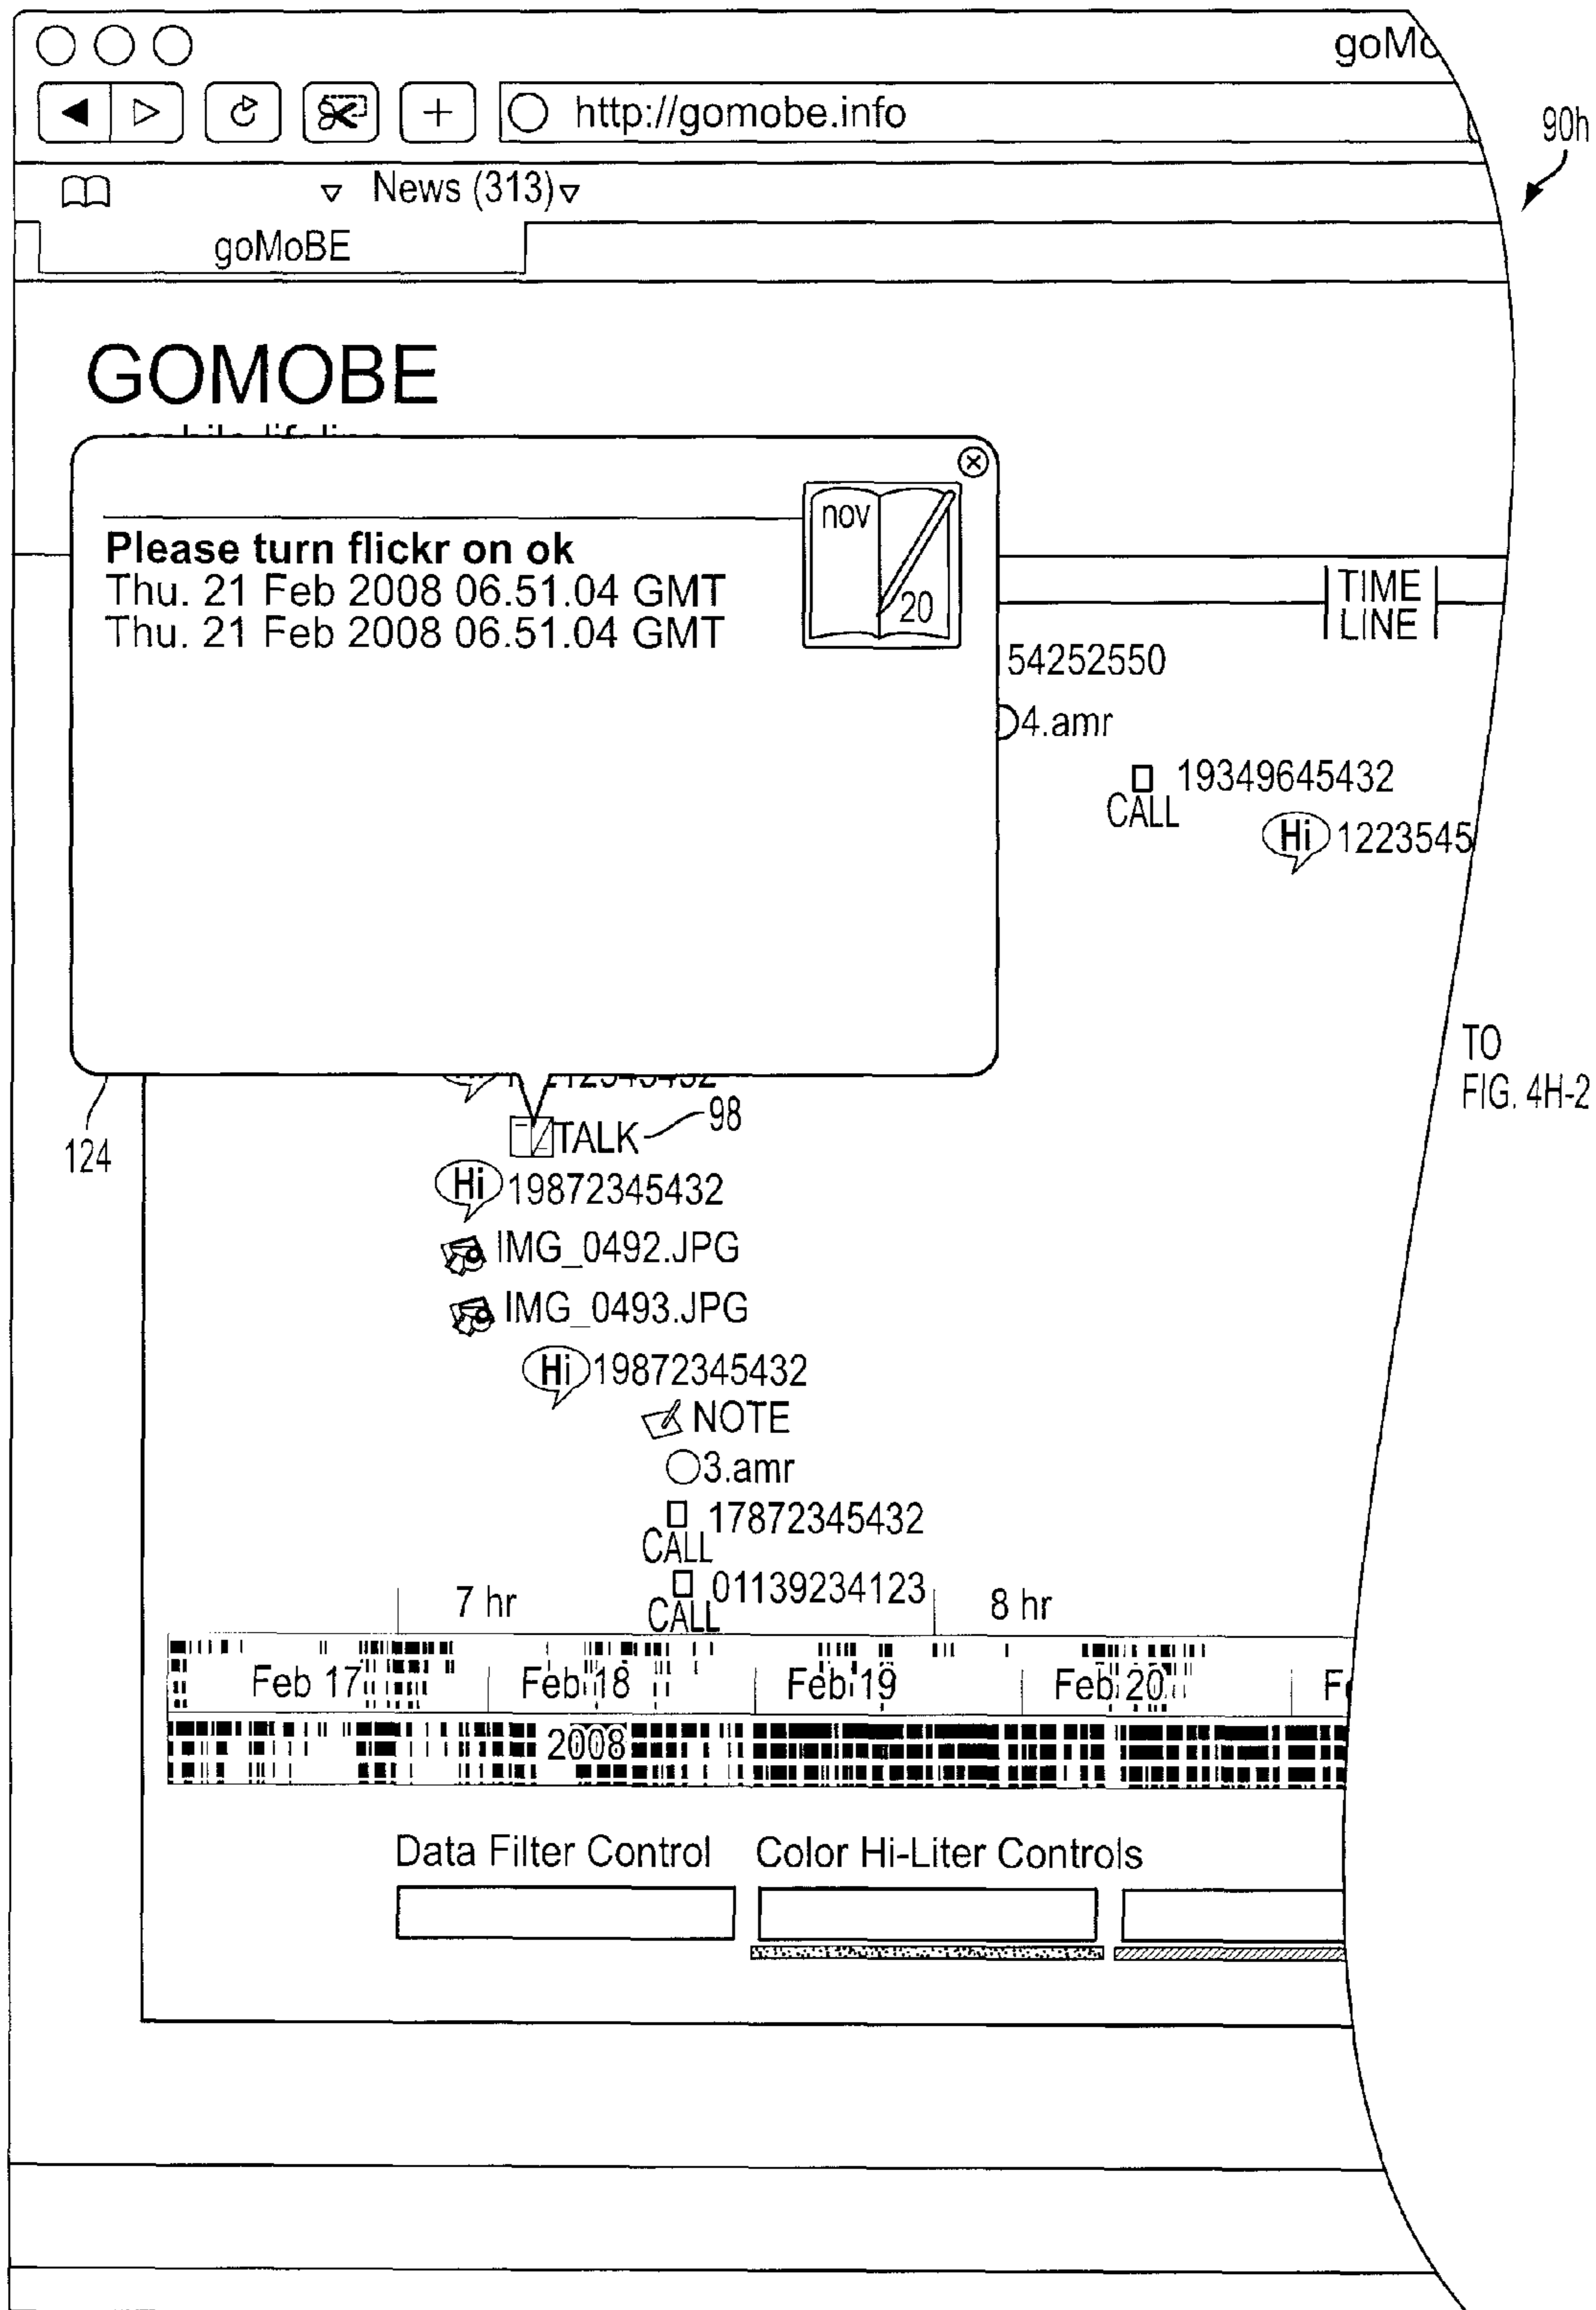 goMo
http://gomobe.info
90h
News (313)
goMoBE
GOMOBE
mobile lifeline
nov
20
Please turn flickr on ok
Thu. 21 Feb 2008 06.51.04 GMT
Thu. 21 Feb 2008 06.51.04 GMT
TIME
LINE
54252550
4.amr
19349645432
CALL
Hi 1223545
TO
FIG. 4H-2
124
TALK
98
Hi 19872345432
IMG_0492.JPG
IMG_0493.JPG
Hi 19872345432
NOTE
3.amr
17872345432
CALL
01139234123
CALL
7 hr
8 hr
Feb 17
Feb 18
Feb 19
Feb 20
2008
Data Filter Control
Color Hi-Liter Controls